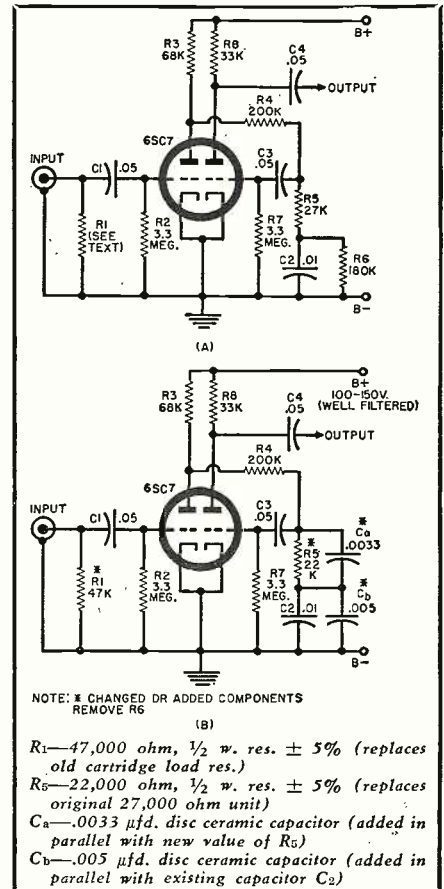 B+
R3
68K
R8
33K
C4
.05
OUTPUT
R4
200K
6SC7
INPUT
C1
.05
C3
.05
R5
27K
R1
(SEE
TEXT)
R2
3.3
MEG.
R7
3.3
MEG.
C2
.01
R6
180K
B-
(A)
B+
100-150V.
(WELL FILTERED)
R3
68K
R8
33K
C4
.05
OUTPUT
R4
200K
6SC7
INPUT
C1
.05
C3
.05
*
Ca
.0033
*
R5
22
K
*
R1
47K
R2
3.3
MEG.
R7
3.3
MEG.
C2
.01
*
Cb
.005
B-
NOTE: * CHANGED OR ADDED COMPONENTS
REMOVE R6
(B)
R1—47,000 ohm, 1/2 w. res. ± 5% (replaces
old cartridge load res.)
R5—22,000 ohm, 1/2 w. res. ± 5% (replaces
original 27,000 ohm unit)
Ca—.0033 μfd. disc ceramic capacitor (added in
parallel with new value of R5)
Cb—.005 μfd. disc ceramic capacitor (added in
parallel with existing capacitor C2)